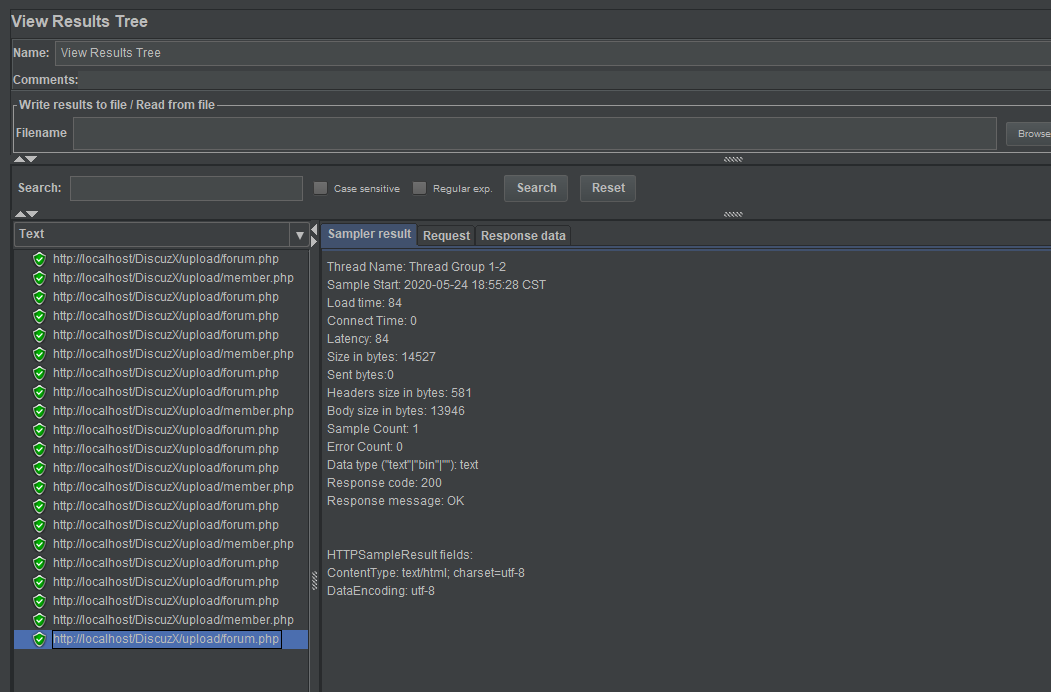 View Results Tree
Name: View Results Tree
Comments:
Write results to file / Read from file
Filename
Browse
Search: Case sensitive Regular exp. Search Reset
Text
http://localhost/DiscuzX/upload/forum.php
http://localhost/DiscuzX/upload/member.php
http://localhost/DiscuzX/upload/forum.php
http://localhost/DiscuzX/upload/forum.php
http://localhost/DiscuzX/upload/forum.php
http://localhost/DiscuzX/upload/member.php
http://localhost/DiscuzX/upload/forum.php
http://localhost/DiscuzX/upload/forum.php
http://localhost/DiscuzX/upload/member.php
http://localhost/DiscuzX/upload/forum.php
http://localhost/DiscuzX/upload/forum.php
http://localhost/DiscuzX/upload/forum.php
http://localhost/DiscuzX/upload/member.php
http://localhost/DiscuzX/upload/forum.php
http://localhost/DiscuzX/upload/forum.php
http://localhost/DiscuzX/upload/member.php
http://localhost/DiscuzX/upload/forum.php
http://localhost/DiscuzX/upload/forum.php
http://localhost/DiscuzX/upload/forum.php
http://localhost/DiscuzX/upload/member.php
http://localhost/DiscuzX/upload/forum.php
Sampler result Request Response data
Thread Name: Thread Group 1-2
Sample Start: 2020-05-24 18:55:28 CST
Load time: 84
Connect Time: 0
Latency: 84
Size in bytes: 14527
Sent bytes:0
Headers size in bytes: 581
Body size in bytes: 13946
Sample Count: 1
Error Count: 0
Data type ("text"|"bin"|""): text
Response code: 200
Response message: OK
HTTPSampleResult fields:
ContentType: text/html; charset=utf-8
DataEncoding: utf-8